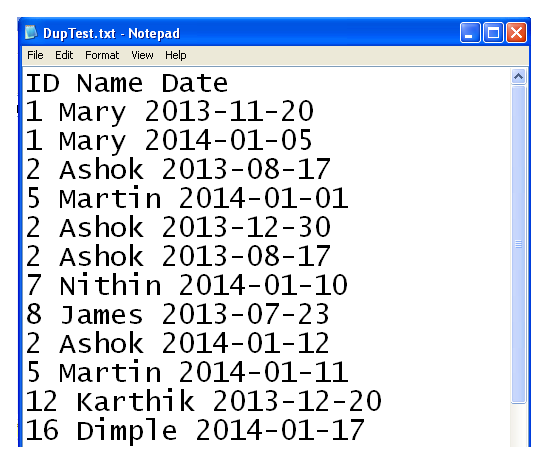 DupTest.txt - Notepad
File Edit Format View Help
ID Name Date
1 Mary 2013-11-20
1 Mary 2014-01-05
2 Ashok 2013-08-17
5 Martin 2014-01-01
2 Ashok 2013-12-30
2 Ashok 2013-08-17
7 Nithin 2014-01-10
8 James 2013-07-23
2 Ashok 2014-01-12
5 Martin 2014-01-11
12 Karthik 2013-12-20
16 Dimple 2014-01-17